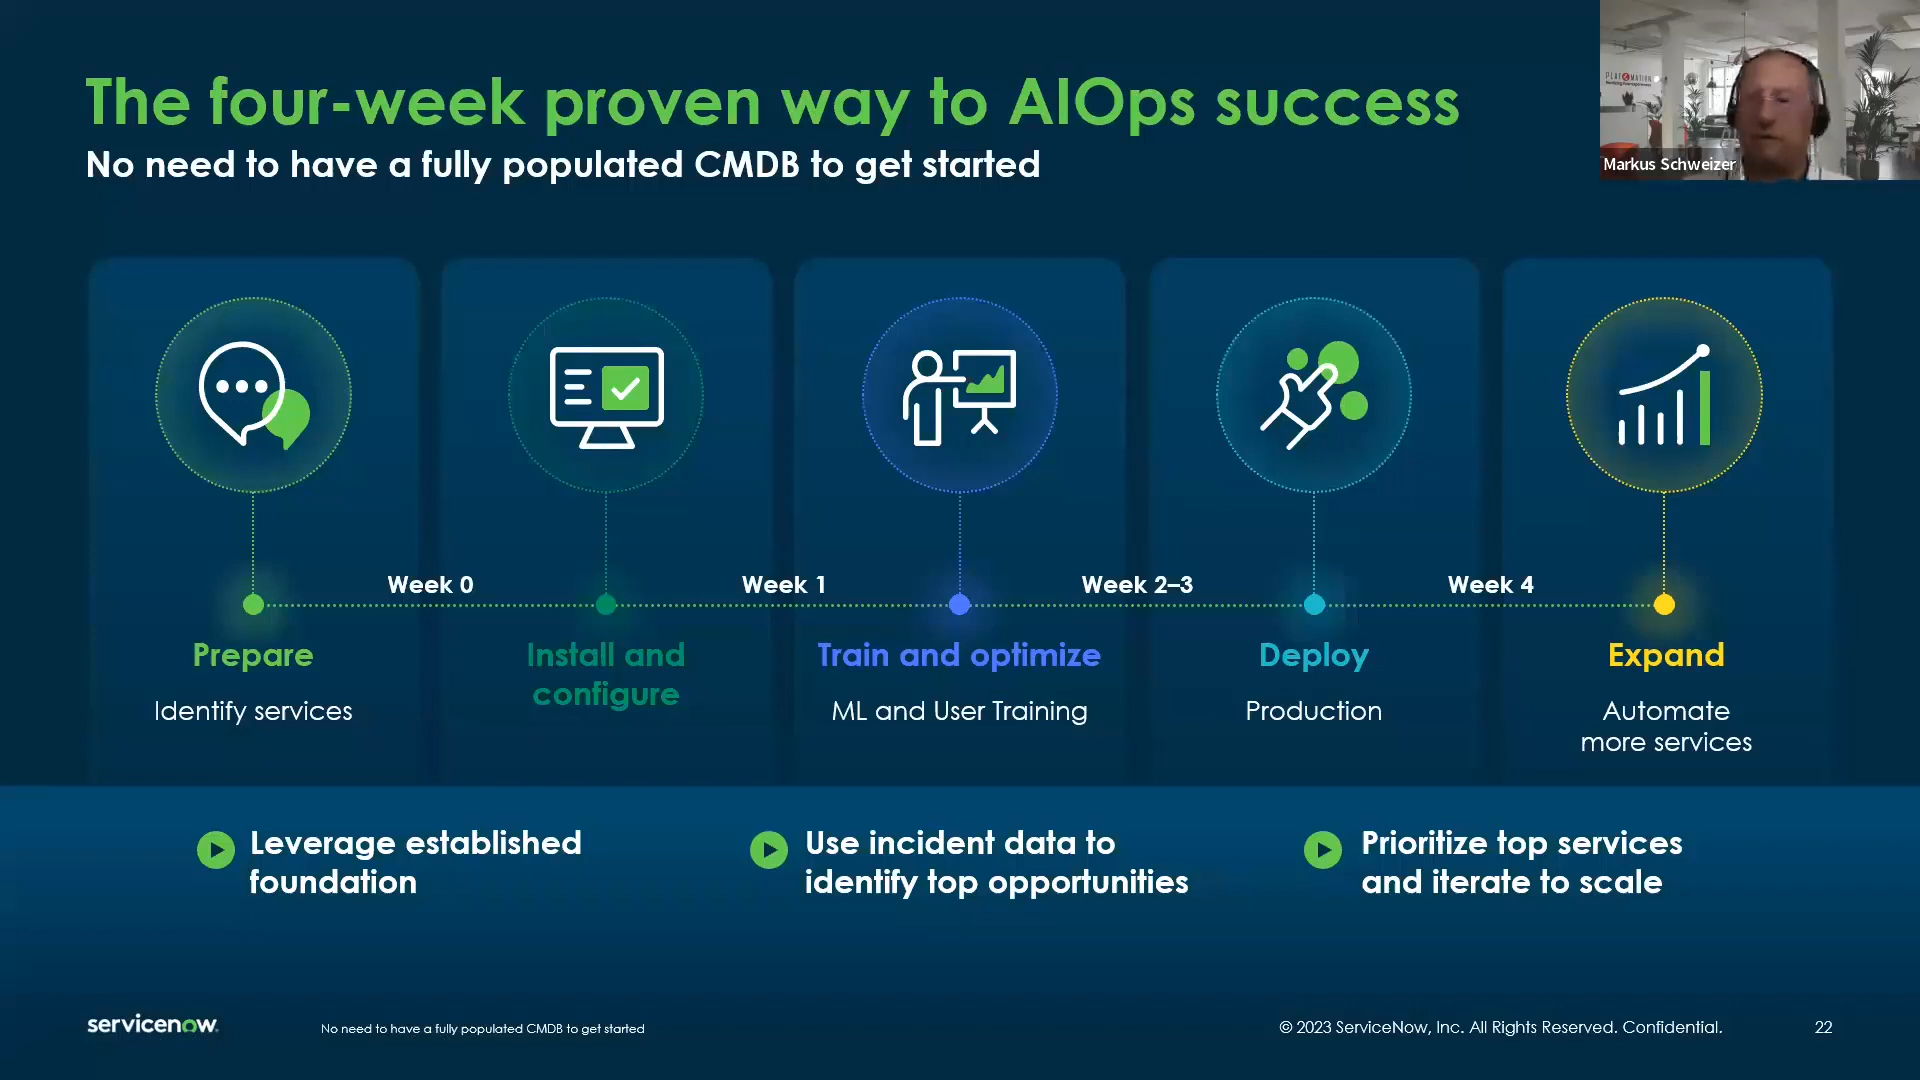 The four-week proven way to AIOps success
No need to have a fully populated CMDB to get started
PLAT4MATION
Markus Schweizer
Week 0
Week 1
Week 2–3
Week 4
Prepare
Install and
configure
Train and optimize
Deploy
Expand
Identify services
ML and User Training
Production
Automate
more services
Leverage established
foundation
Use incident data to
identify top opportunities
Prioritize top services
and iterate to scale
servicenow
No need to have a fully populated CMDB to get started
© 2023 ServiceNow, Inc. All Rights Reserved. Confidential.
22